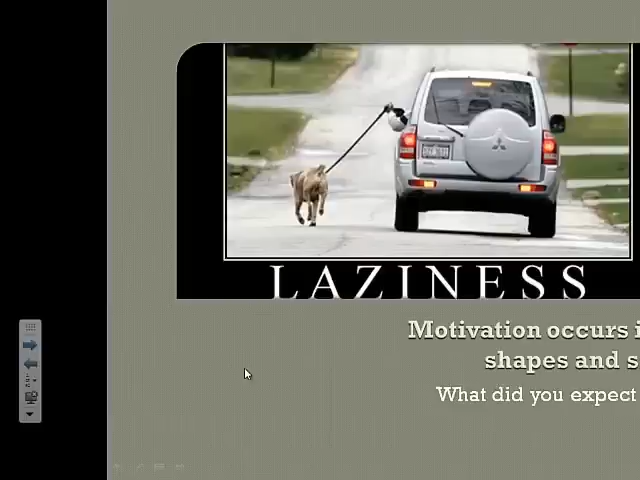 LAZINESS
Motivation occurs i
shapes and s
What did you expect